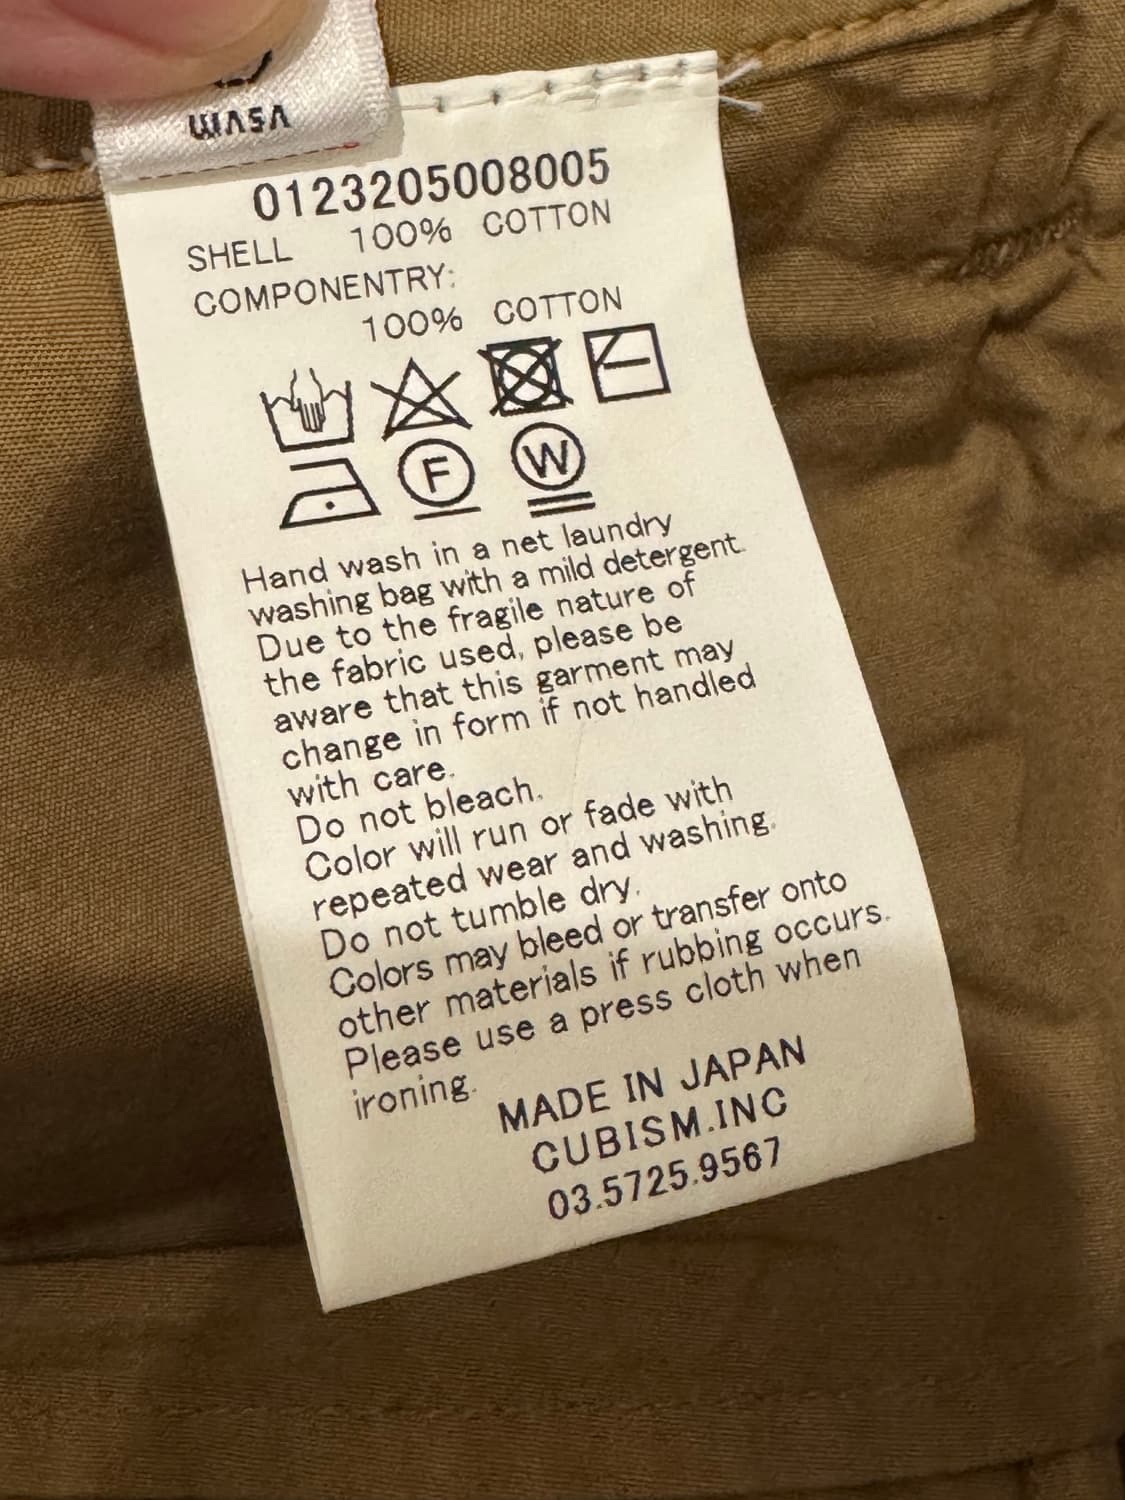 WASA
0123205008005
SHELL 100% COTTON
COMPONENTRY:
100% COTTON
F W
Hand wash in a net laundry
washing bag with a mild detergent.
Due to the fragile nature of
the fabric used, please be
aware that this garment may
change in form if not handled
with care.
Do not bleach.
Color will run or fade with
repeated wear and washing.
Do not tumble dry.
Colors may bleed or transfer onto
other materials if rubbing occurs.
Please use a press cloth when
ironing.
MADE IN JAPAN
CUBISM.INC
03.5725.9567